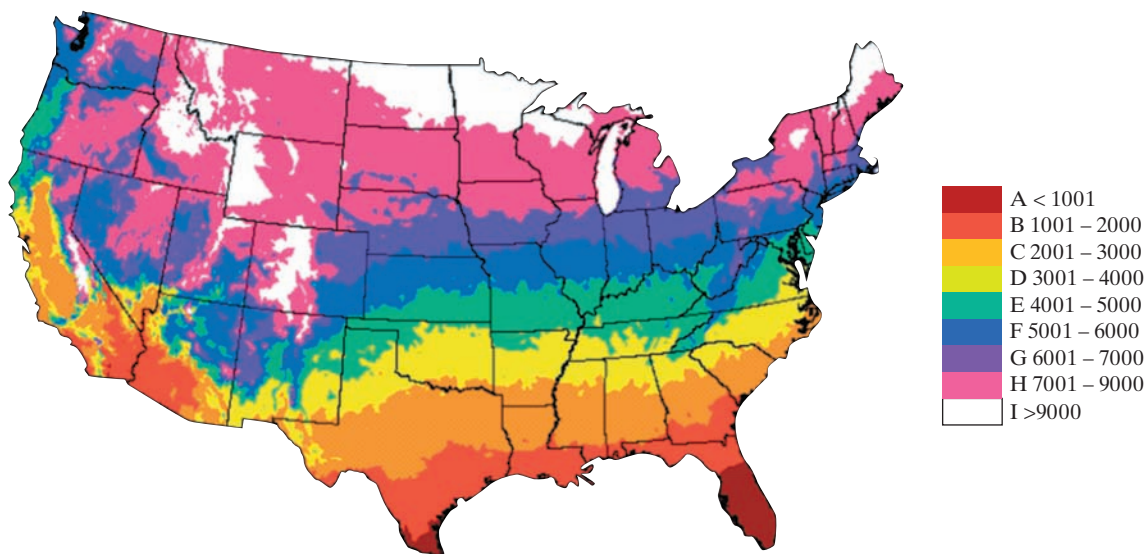 A < 1001
B 1001 – 2000
C 2001 – 3000
D 3001 – 4000
E 4001 – 5000
F 5001 – 6000
G 6001 – 7000
H 7001 – 9000
I >9000